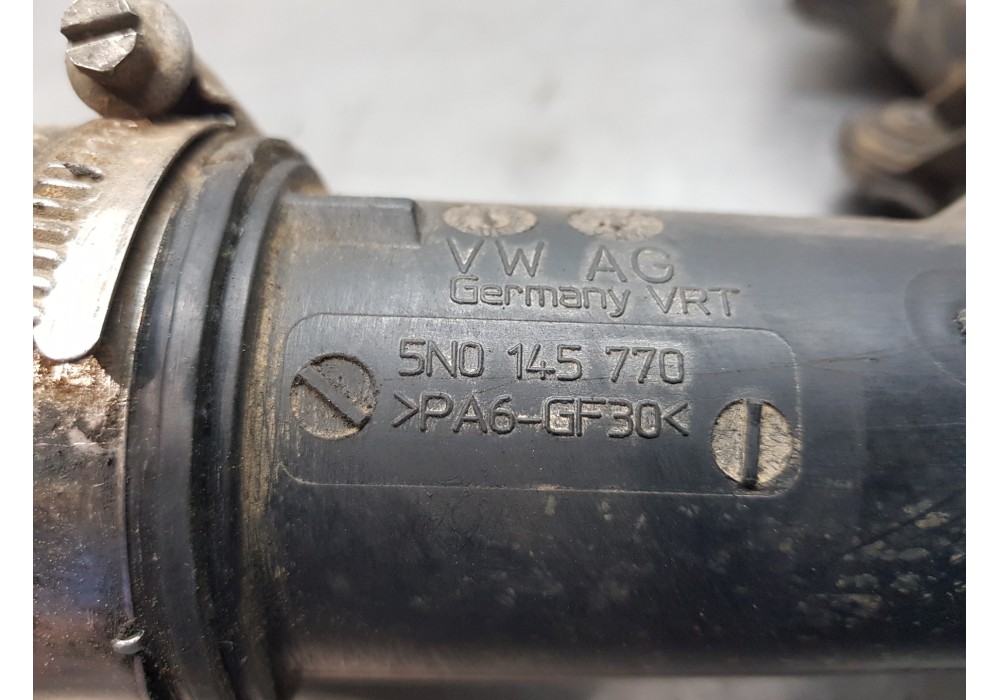 VW AG
Germany VRT
5N0 145 770
>PA6-GF30<